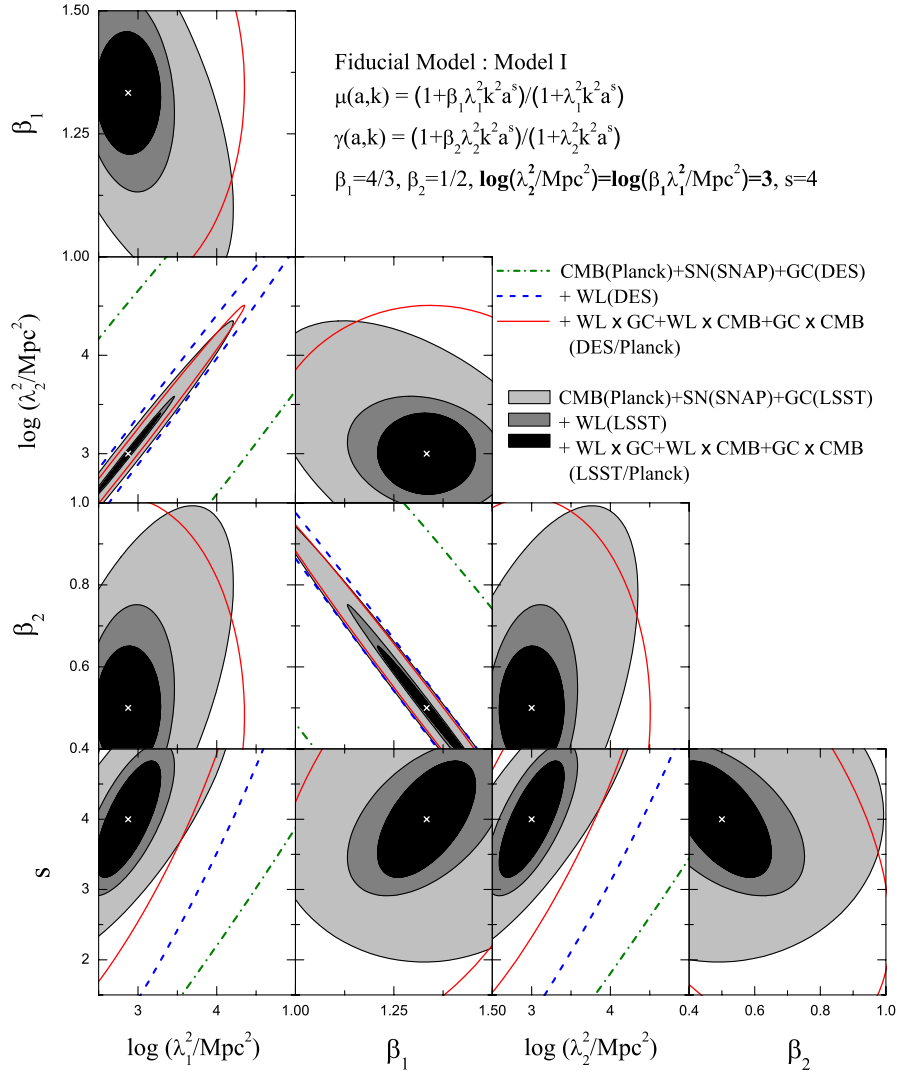 1.50
1.25
1.00
β₁
Fiducial Model : Model I
μ(a,k) = (1+β₁λ₁²k²aˢ)/(1+λ₁²k²aˢ)
γ(a,k) = (1+β₂λ₂²k²aˢ)/(1+λ₂²k²aˢ)
β₁=4/3, β₂=1/2, log(λ₂²/Mpc²)=log(β₁λ₁²/Mpc²)=3, s=4
CMB(Planck)+SN(SNAP)+GC(DES)
+ WL(DES)
+ WL x GC+WL x CMB+GC x CMB
(DES/Planck)
CMB(Planck)+SN(SNAP)+GC(LSST)
+ WL(LSST)
+ WL x GC+WL x CMB+GC x CMB
(LSST/Planck)
4
3
1.0
log (λ₂²/Mpc²)
0.8
0.6
0.4
β₂
4
3
2
s
3 4 1.00 1.25 1.50 3 4 0.4 0.6 0.8 1.0
log (λ₁²/Mpc²) β₁ log (λ₂²/Mpc²) β₂